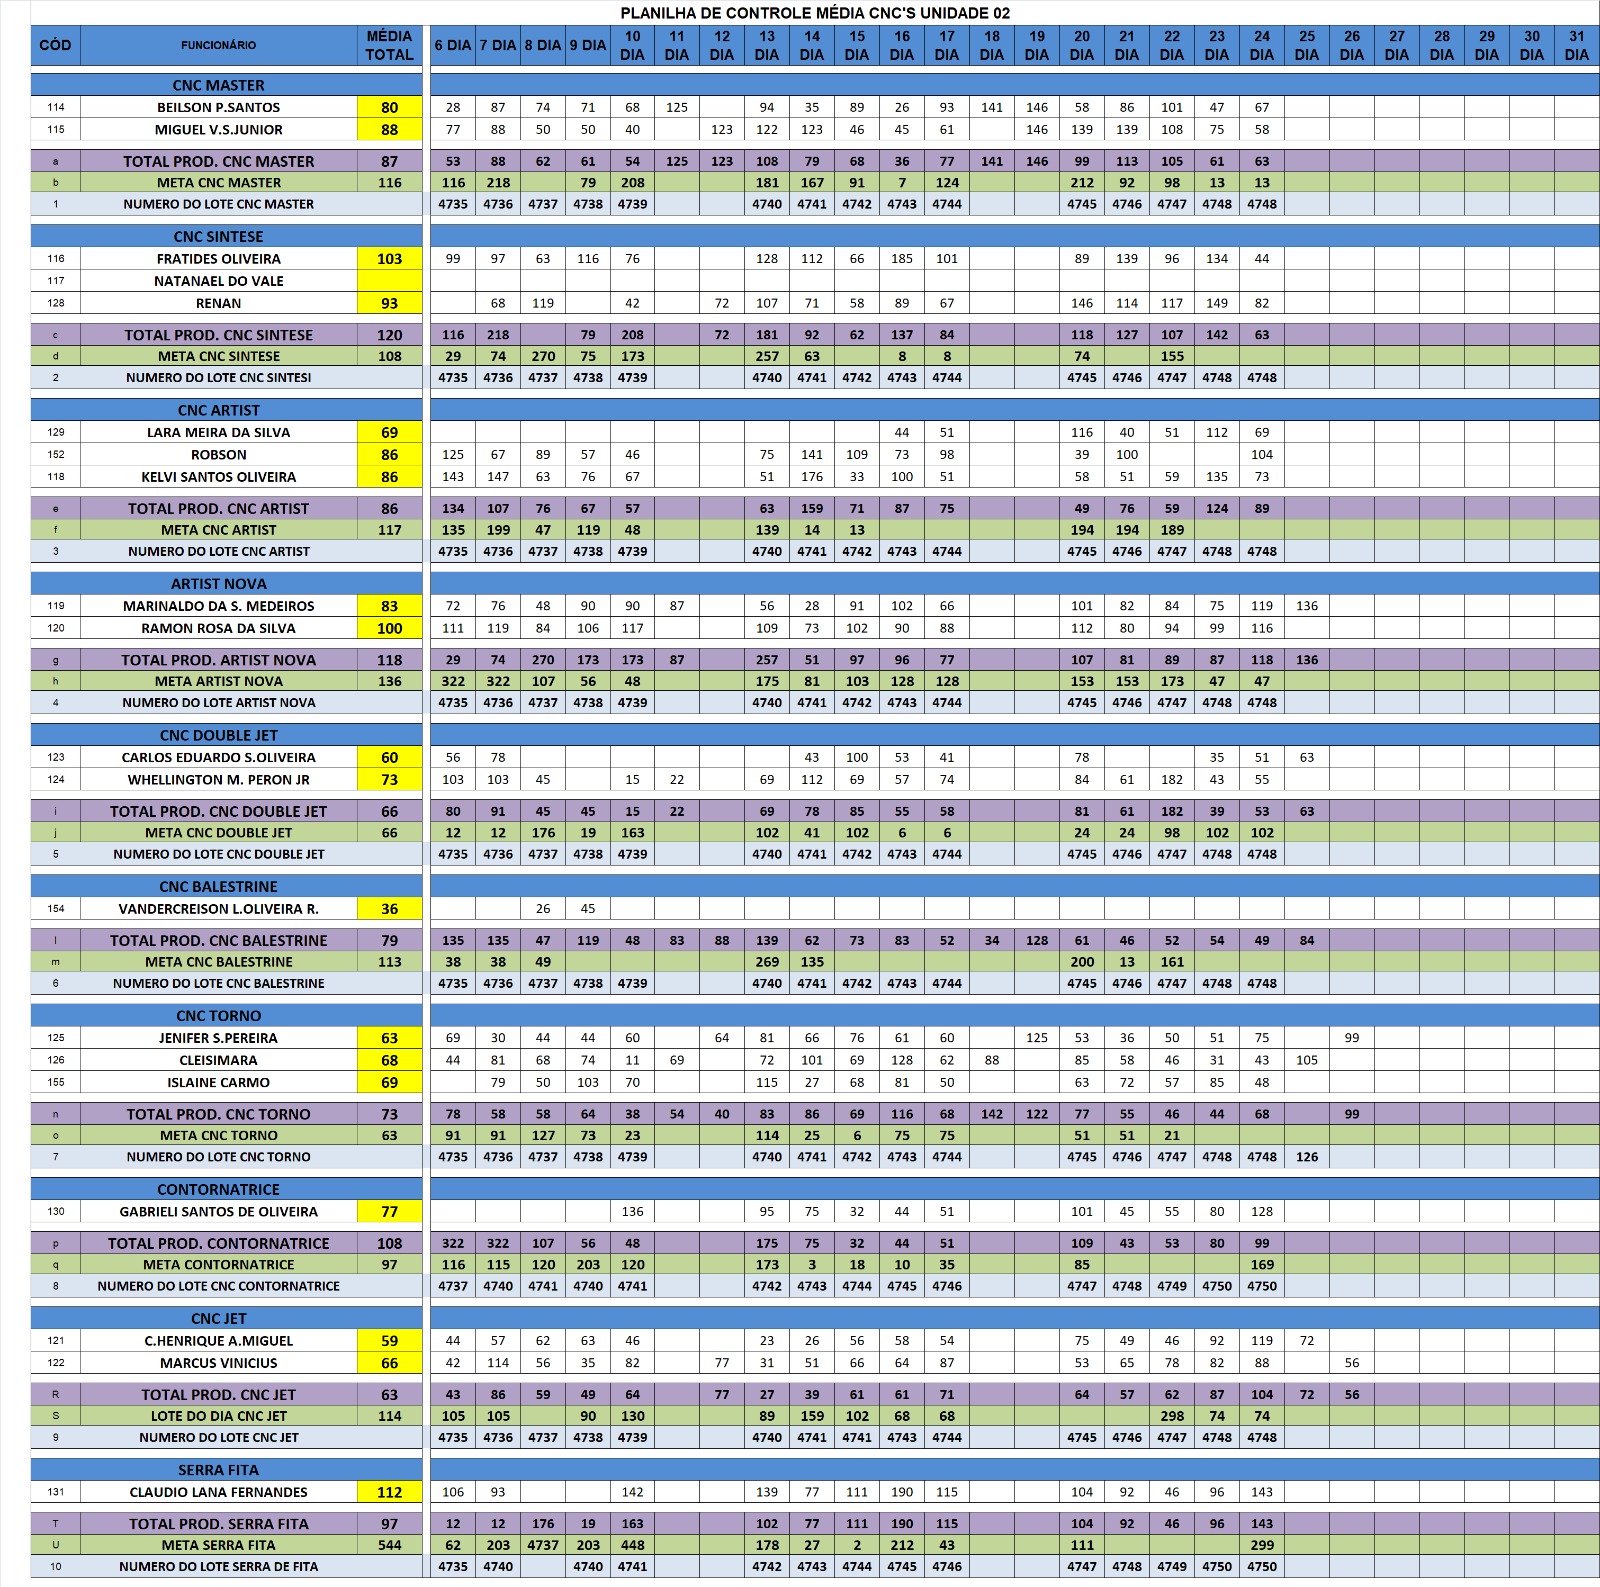 PLANILHA DE CONTROLE MÉDIA CNC'S UNIDADE 02
CÓD FUNCIONÁRIO MÉDIA TOTAL 6 DIA 7 DIA 8 DIA 9 DIA 10 DIA 11 DIA 12 DIA 13 DIA 14 DIA 15 DIA 16 DIA 17 DIA 18 DIA 19 DIA 20 DIA 21 DIA 22 DIA 23 DIA 24 DIA 25 DIA 26 DIA 27 DIA 28 DIA 29 DIA 30 DIA 31 DIA
CNC MASTER
114 BEILSON P.SANTOS 80 28 87 74 71 68 125 94 35 89 26 93 141 146 58 86 101 47 67
115 MIGUEL V.S.JUNIOR 88 77 88 50 50 40 123 122 123 46 45 61 146 139 139 108 75 58
a TOTAL PROD. CNC MASTER 87 53 88 62 61 54 125 123 108 79 68 36 77 141 146 99 113 105 61 63
b META CNC MASTER 116 116 218 79 208 181 167 91 7 124 212 92 98 13 13
1 NUMERO DO LOTE CNC MASTER 4735 4736 4737 4738 4739 4740 4741 4742 4743 4744 4745 4746 4747 4748 4748
CNC SINTESE
116 FRATIDES OLIVEIRA 103 99 97 63 116 76 128 112 66 185 101 89 139 96 134 44
117 NATANAEL DO VALE
128 RENAN 93 68 119 42 72 107 71 58 89 67 146 114 117 149 82
c TOTAL PROD. CNC SINTESE 120 116 218 79 208 72 181 92 62 137 84 118 127 107 142 63
d META CNC SINTESE 108 29 74 270 75 173 257 63 8 8 74 155
2 NUMERO DO LOTE CNC SINTESI 4735 4736 4737 4738 4739 4740 4741 4742 4743 4744 4745 4746 4747 4748 4748
CNC ARTIST
129 LARA MEIRA DA SILVA 69 44 51 116 40 51 112 69
152 ROBSON 86 125 67 89 57 46 75 141 109 73 98 39 100 104
118 KELVI SANTOS OLIVEIRA 86 143 147 63 76 67 51 176 33 100 51 58 51 59 135 73
e TOTAL PROD. CNC ARTIST 86 134 107 76 67 57 63 159 71 87 75 49 76 59 124 89
f META CNC ARTIST 117 135 199 47 119 48 139 14 13 194 194 189
3 NUMERO DO LOTE CNC ARTIST 4735 4736 4737 4738 4739 4740 4741 4742 4743 4744 4745 4746 4747 4748 4748
ARTIST NOVA
119 MARINALDO DA S. MEDEIROS 83 72 76 48 90 90 87 56 28 91 102 66 101 82 84 75 119 136
120 RAMON ROSA DA SILVA 100 111 119 84 106 117 109 73 102 90 88 112 80 94 99 116
g TOTAL PROD. ARTIST NOVA 118 29 74 270 173 173 87 257 51 97 96 77 107 81 89 87 118 136
h META ARTIST NOVA 136 322 322 107 56 48 175 81 103 128 128 153 153 173 47 47
4 NUMERO DO LOTE ARTIST NOVA 4735 4736 4737 4738 4739 4740 4741 4742 4743 4744 4745 4746 4747 4748 4748
CNC DOUBLE JET
123 CARLOS EDUARDO S.OLIVEIRA 60 56 78 43 100 53 41 78 35 51 63
124 WHELLINGTON M. PERON JR 73 103 103 45 15 22 69 112 69 57 74 84 61 182 43 55
i TOTAL PROD. CNC DOUBLE JET 66 80 91 45 45 15 22 69 78 85 55 58 81 61 182 39 53 63
j META CNC DOUBLE JET 66 12 12 176 19 163 102 41 102 6 6 24 24 98 102 102
5 NUMERO DO LOTE CNC DOUBLE JET 4735 4736 4737 4738 4739 4740 4741 4742 4743 4744 4745 4746 4747 4748 4748
CNC BALESTRINE
154 VANDERCREISON L.OLIVEIRA R. 36 26 45
l TOTAL PROD. CNC BALESTRINE 79 135 135 47 119 48 83 88 139 62 73 83 52 34 128 61 46 52 54 49 84
m META CNC BALESTRINE 113 38 38 49 269 135 200 13 161
6 NUMERO DO LOTE CNC BALESTRINE 4735 4736 4737 4738 4739 4740 4741 4742 4743 4744 4745 4746 4747 4748 4748
CNC TORNO
125 JENIFER S.PEREIRA 63 69 30 44 44 60 64 81 66 76 61 60 125 53 36 50 51 75 99
126 CLEISIMARA 68 44 81 68 74 11 69 72 101 69 128 62 88 85 58 46 31 43 105
155 ISLAINE CARMO 69 79 50 103 70 115 27 68 81 50 63 72 57 85 48
n TOTAL PROD. CNC TORNO 73 78 58 58 64 38 54 40 83 86 69 116 68 142 122 77 55 46 44 68 99
o META CNC TORNO 63 91 91 127 73 23 114 25 6 75 75 51 51 21
7 NUMERO DO LOTE CNC TORNO 4735 4736 4737 4738 4739 4740 4741 4742 4743 4744 4745 4746 4747 4748 4748 126
CONTORNATRICE
130 GABRIELI SANTOS DE OLIVEIRA 77 136 95 75 32 44 51 101 45 55 80 128
p TOTAL PROD. CONTORNATRICE 108 322 322 107 56 48 175 75 32 44 51 109 43 53 80 99
q META CONTORNATRICE 97 116 115 120 203 120 173 3 18 10 35 85 169
8 NUMERO DO LOTE CNC CONTORNATRICE 4737 4740 4741 4740 4741 4742 4743 4744 4745 4746 4747 4748 4749 4750 4750
CNC JET
121 C.HENRIQUE A.MIGUEL 59 44 57 62 63 46 23 26 56 58 54 75 49 46 92 119 72
122 MARCUS VINICIUS 66 42 114 56 35 82 77 31 51 66 64 87 53 65 78 82 88 56
R TOTAL PROD. CNC JET 63 43 86 59 49 64 77 27 39 61 61 71 64 57 62 87 104 72 56
S LOTE DO DIA CNC JET 114 105 105 90 130 89 159 102 68 68 298 74 74
9 NUMERO DO LOTE CNC JET 4735 4736 4737 4738 4739 4740 4741 4741 4743 4744 4745 4746 4747 4748 4748
SERRA FITA
131 CLAUDIO LANA FERNANDES 112 106 93 142 139 77 111 190 115 104 92 46 96 143
T TOTAL PROD. SERRA FITA 97 12 12 176 19 163 102 77 111 190 115 104 92 46 96 143
U META SERRA FITA 544 62 203 4737 203 448 178 27 2 212 43 111 299
10 NUMERO DO LOTE SERRA DE FITA 4735 4740 4740 4741 4742 4743 4744 4745 4746 4747 4748 4749 4750 4750